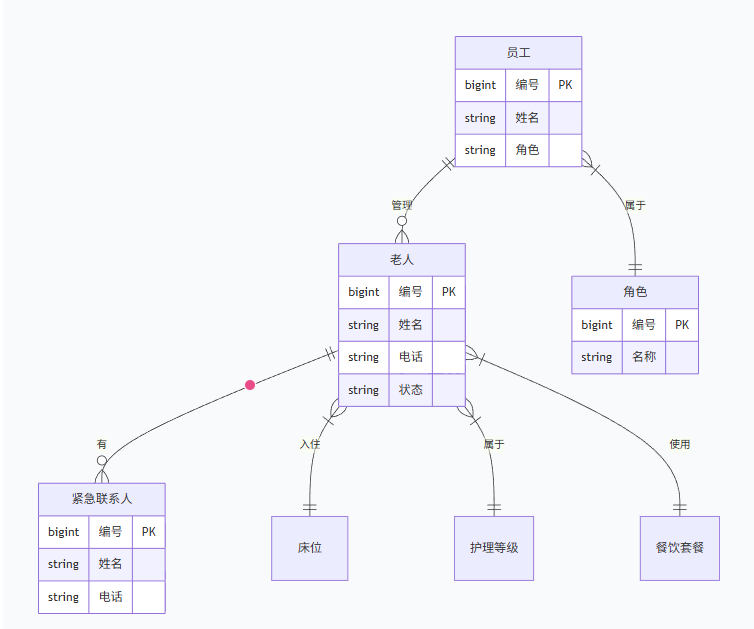 员工
bigint 编号 PK
string 姓名
string 角色
管理
属于
老人
bigint 编号 PK
string 姓名
string 电话
string 状态
角色
bigint 编号 PK
string 名称
有
入住
属于
使用
紧急联系人
bigint 编号 PK
string 姓名
string 电话
床位
护理等级
餐饮套餐